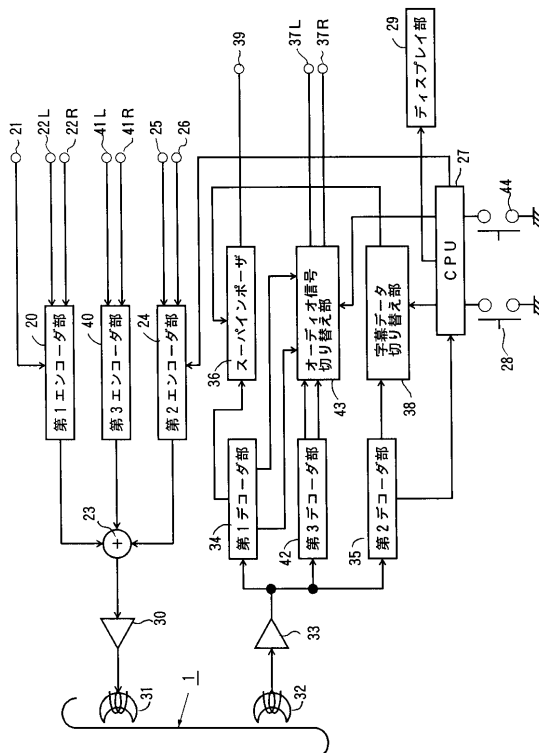 21
22L
22R
41L
41R
25
26
39
37L
37R
29
ディスプレイ部
20
第1エンコーダ部
40
第3エンコーダ部
24
第2エンコーダ部
36
スーパインポーザ
オーディオ信号
切り替え部
43
字幕データ
切り替え部
38
CPU
27
28
44
23
+
34
第1デコーダ部
42
第3デコーダ部
35
第2デコーダ部
30
33
31
1
32